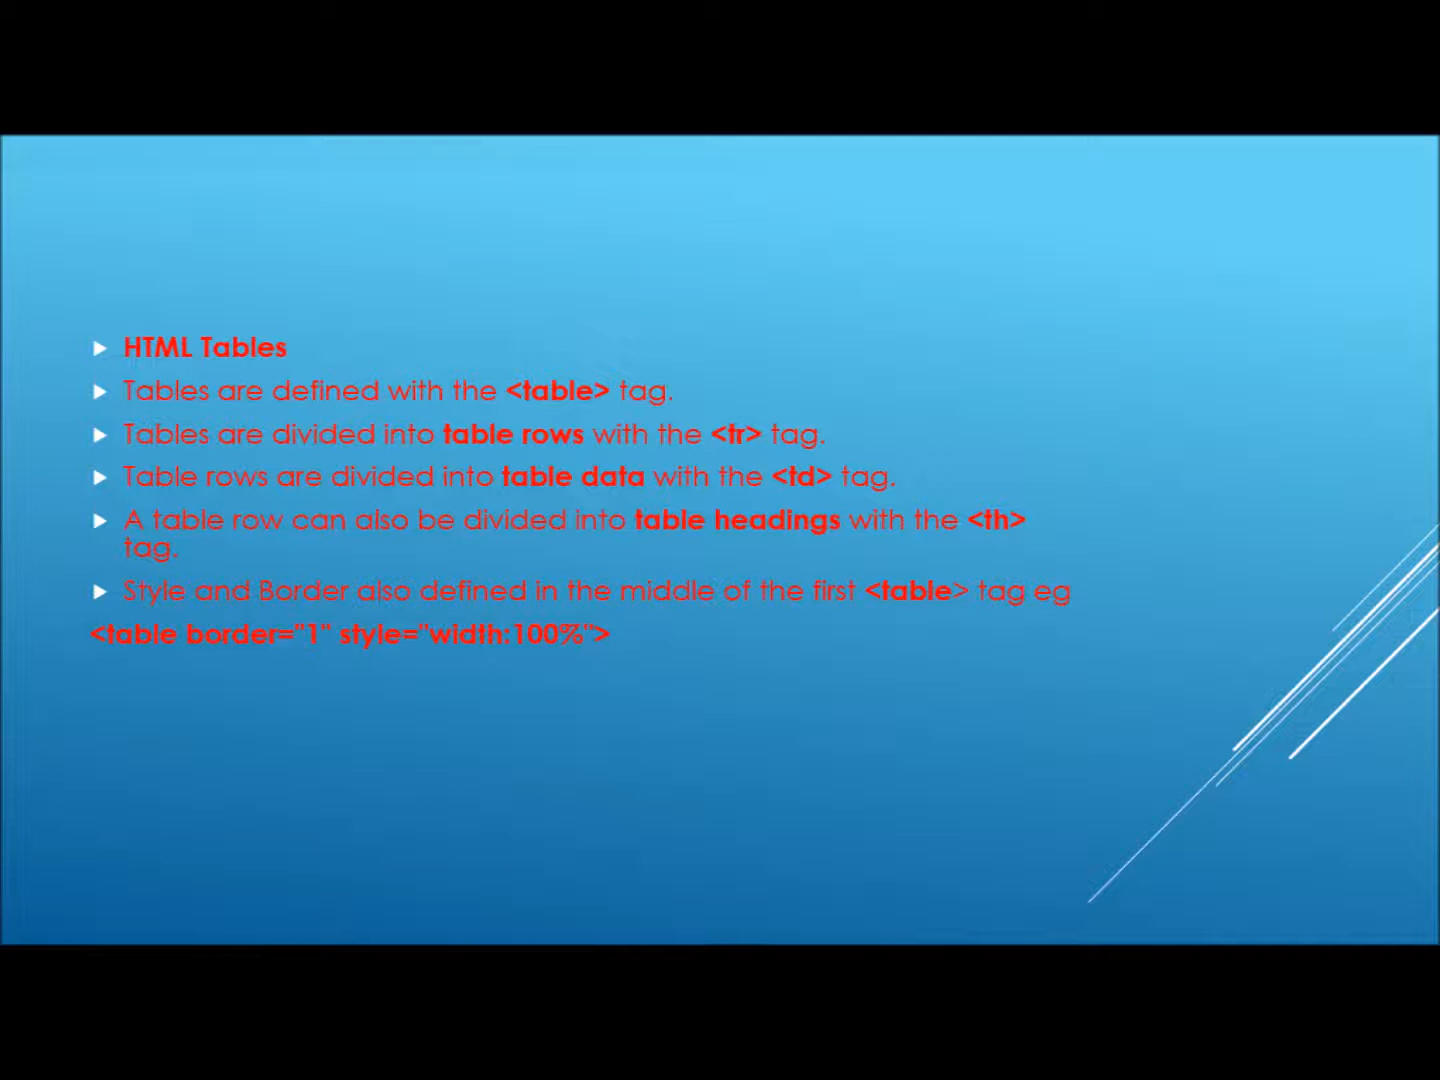 HTML Tables
Tables are defined with the <table> tag.
Tables are divided into table rows with the <tr> tag.
Table rows are divided into table data with the <td> tag.
A table row can also be divided into table headings with the <th>
tag.
Style and Border also defined in the middle of the first <table> tag eg
<table border="1" style="width:100%">